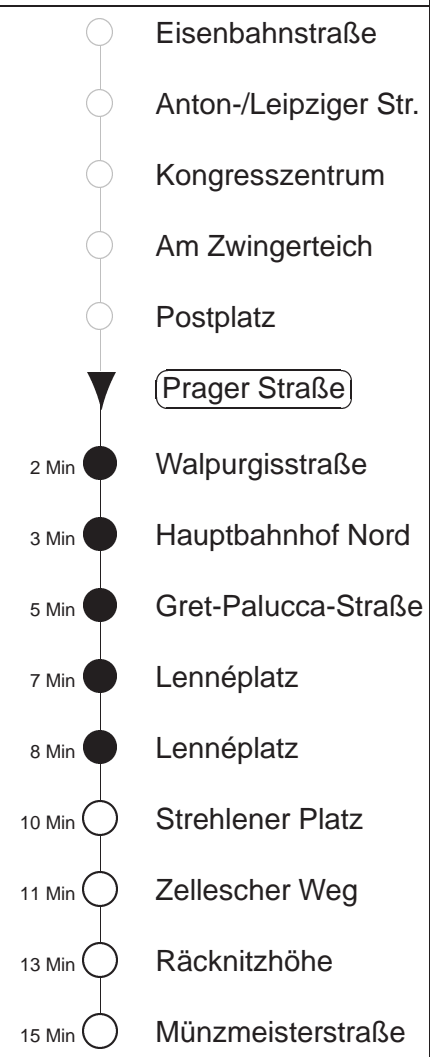 Eisenbahnstraße
Anton-/Leipziger Str.
Kongresszentrum
Am Zwingerteich
Postplatz
Prager Straße
2 Min Walpurgisstraße
3 Min Hauptbahnhof Nord
5 Min Gret-Palucca-Straße
7 Min Lennéplatz
8 Min Lennéplatz
10 Min Strehlener Platz
11 Min Zellescher Weg
13 Min Räcknitzhöhe
15 Min Münzmeisterstraße